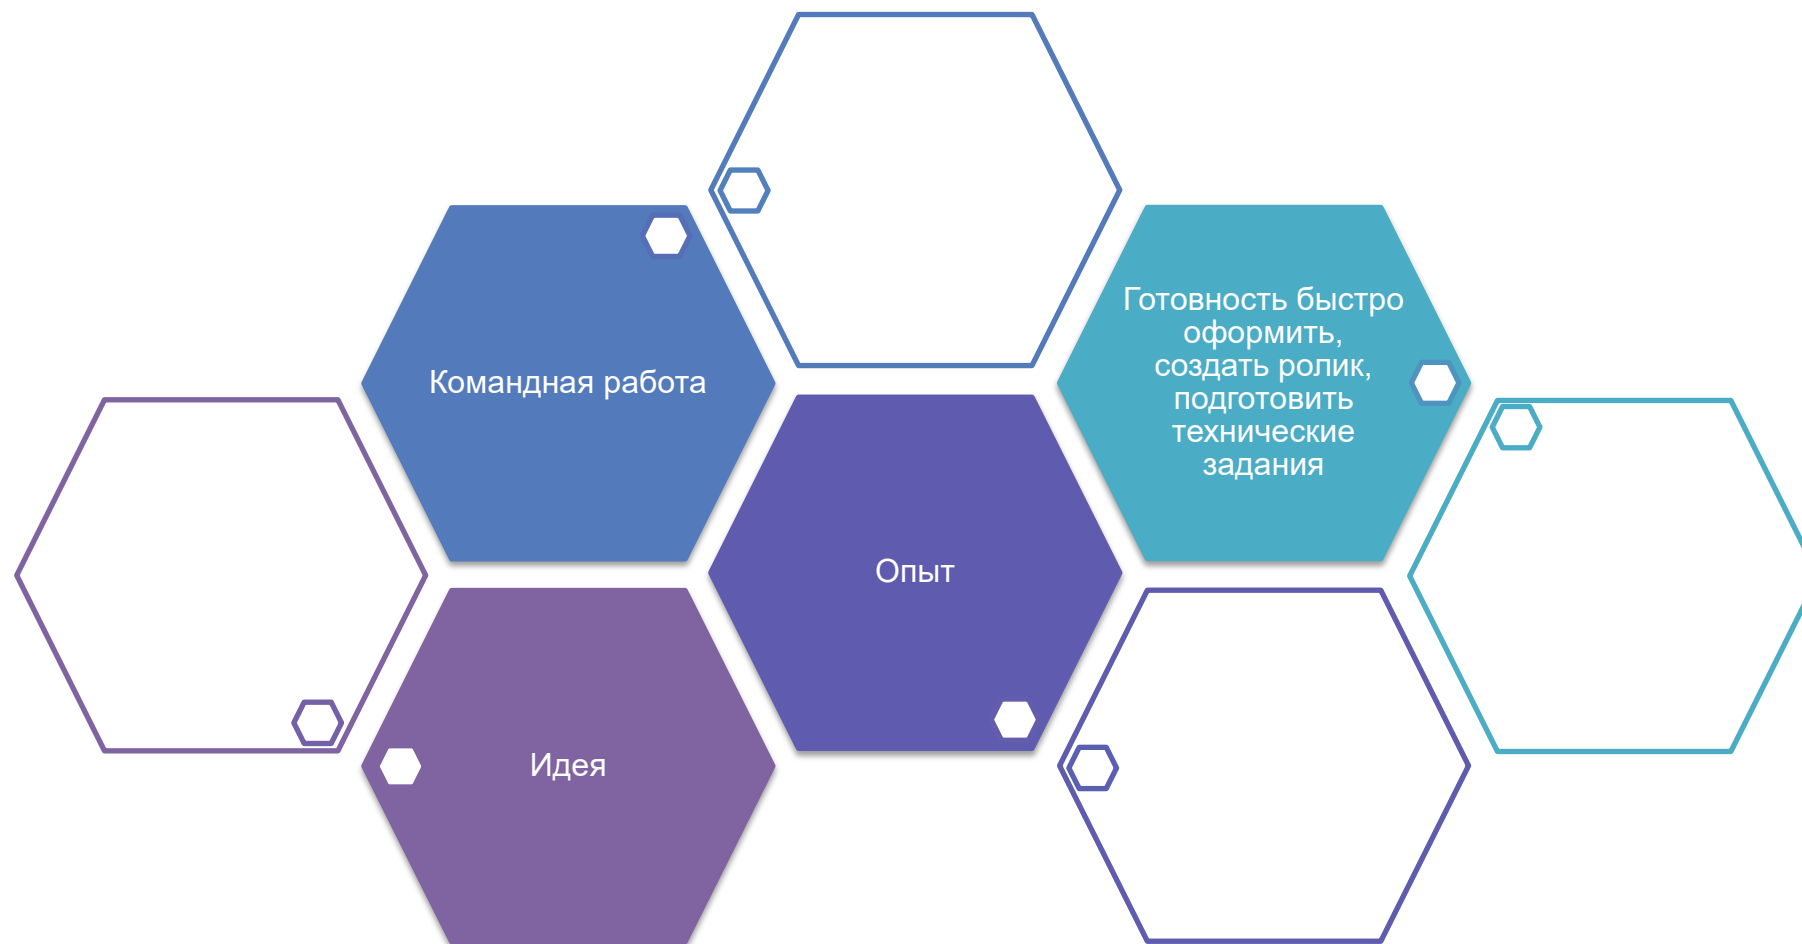 Командная работа
Готовность быстро
оформить,
создать ролик,
подготовить
технические
задания
Опыт
Идея